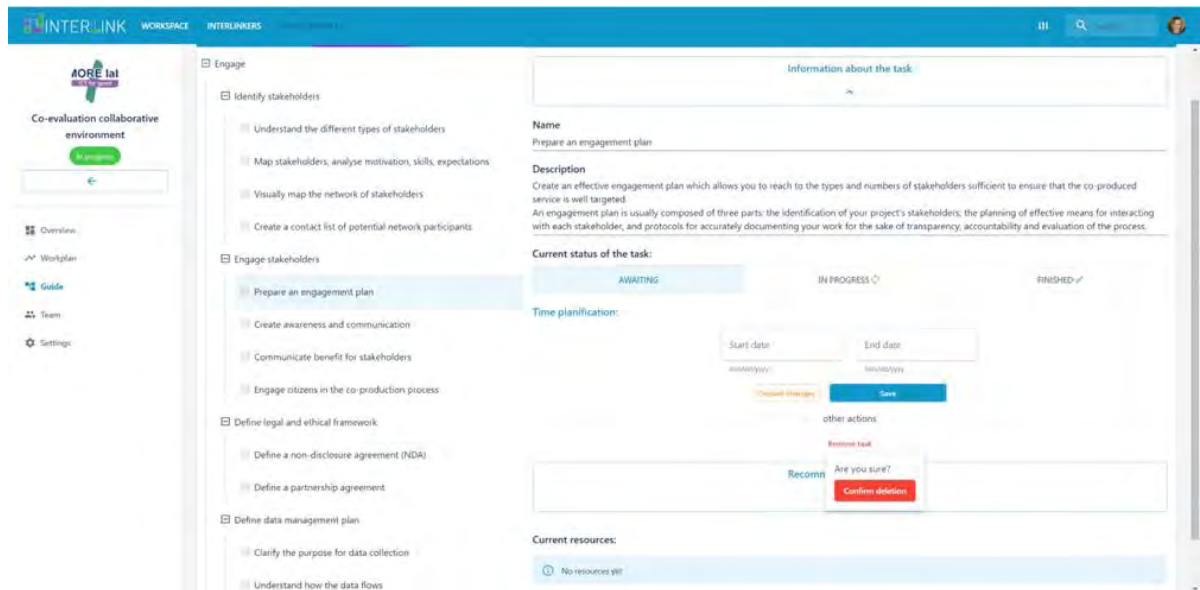 INTERLINK WORKSPACE INTERLINKERS
MORE lab
Co-evaluation collaborative
environment
In progress
Overview
Workplan
Guide
Team
Settings
Engage
Identify stakeholders
Understand the different types of stakeholders
Map stakeholders, analyse motivation, skills, expectations
Visually map the network of stakeholders
Create a contact list of potential network participants
Engage stakeholders
Prepare an engagement plan
Create awareness and communication
Communicate benefit for stakeholders
Engage citizens in the co-production process
Define legal and ethical framework
Define a non-disclosure agreement (NDA)
Define a partnership agreement
Define data management plan
Clarify the purpose for data collection
Understand how the data flows
Information about the task
Name
Prepare an engagement plan
Description
Create an effective engagement plan which allows you to reach to the types and numbers of stakeholders sufficient to ensure that the co-produced
service is well targeted
An engagement plan is usually composed of three parts: the identification of your project's stakeholders; the planning of effective means for interacting
with each stakeholder, and protocols for accurately documenting your work for the sake of transparency, accountability and evaluation of the process.
Current status of the task:
AWAITING IN PROGRESS FINISHED
Time planification:
Start date End date
Save
other actions
Remove task
Recomm
Are you sure?
Confirm deletion
Current resources:
No resources yet